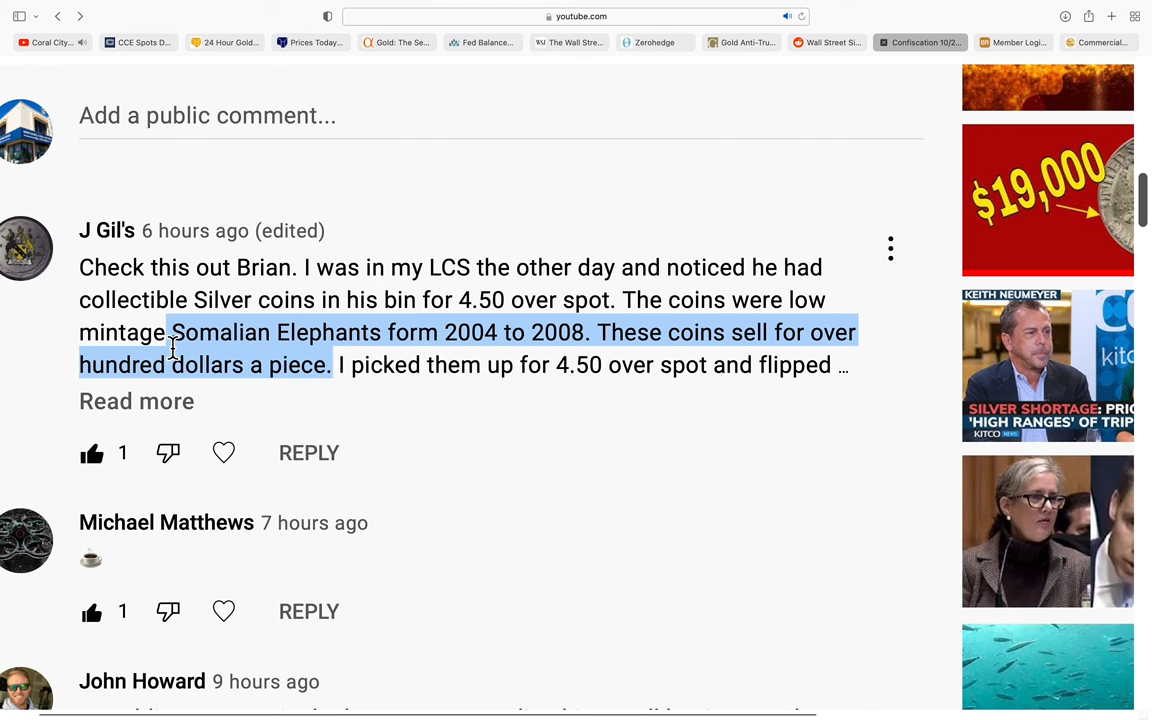 youtube.com
Coral City...
CCE Spots D...
24 Hour Gold...
Prices Today...
Gold: The Se...
Fed Balance...
WSJ The Wall Stre...
Zerohedge
Gold Anti-Tru...
Wall Street Si...
Confiscation 10/2...
BR Member Logi...
Commercial...
Add a public comment...
J Gil's 6 hours ago (edited)
Check this out Brian. I was in my LCS the other day and noticed he had
collectible Silver coins in his bin for 4.50 over spot. The coins were low
mintage Somalian Elephants form 2004 to 2008. These coins sell for over
hundred dollars a piece. I picked them up for 4.50 over spot and flipped ...
Read more
1 REPLY
Michael Matthews 7 hours ago
1 REPLY
John Howard 9 hours ago
$19,000
KEITH NEUMEYER
kitc
SILVER SHORTAGE: PRIC
'HIGH RANGES' OF TRIP
KITCO NEWS